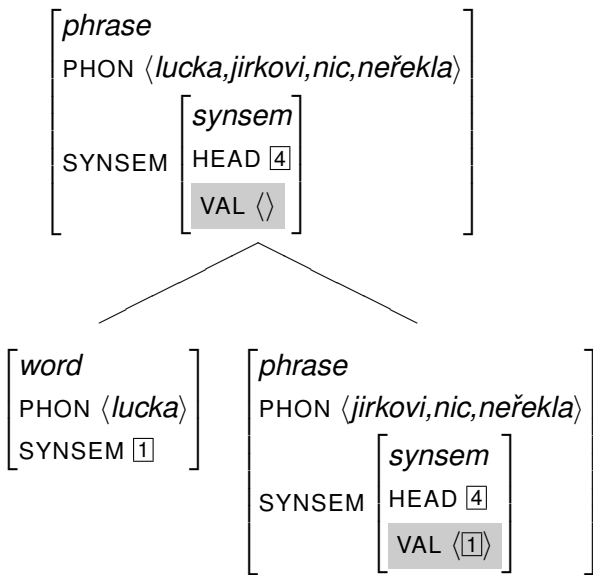 phrase
PHON ⟨lucka,jirkovi,nic,neřekla⟩
synsem
SYNSEM HEAD 4
VAL ⟨⟩
word
PHON ⟨lucka⟩
SYNSEM 1
phrase
PHON ⟨jirkovi,nic,neřekla⟩
synsem
SYNSEM HEAD 4
VAL ⟨1⟩